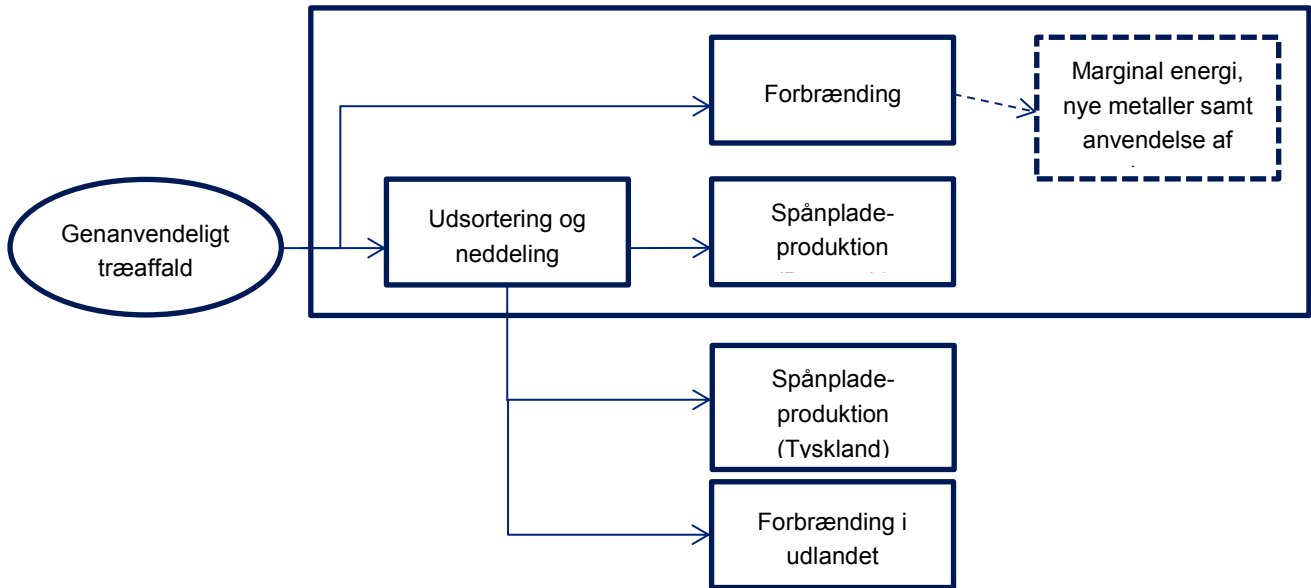 Forbrænding
Marginal energi,
nye metaller samt
anvendelse af
Genanvendeligt
træaffald
Udsortering og
neddeling
Spånplade-
produktion
Spånplade-
produktion
(Tyskland)
Forbrænding i
udlandet